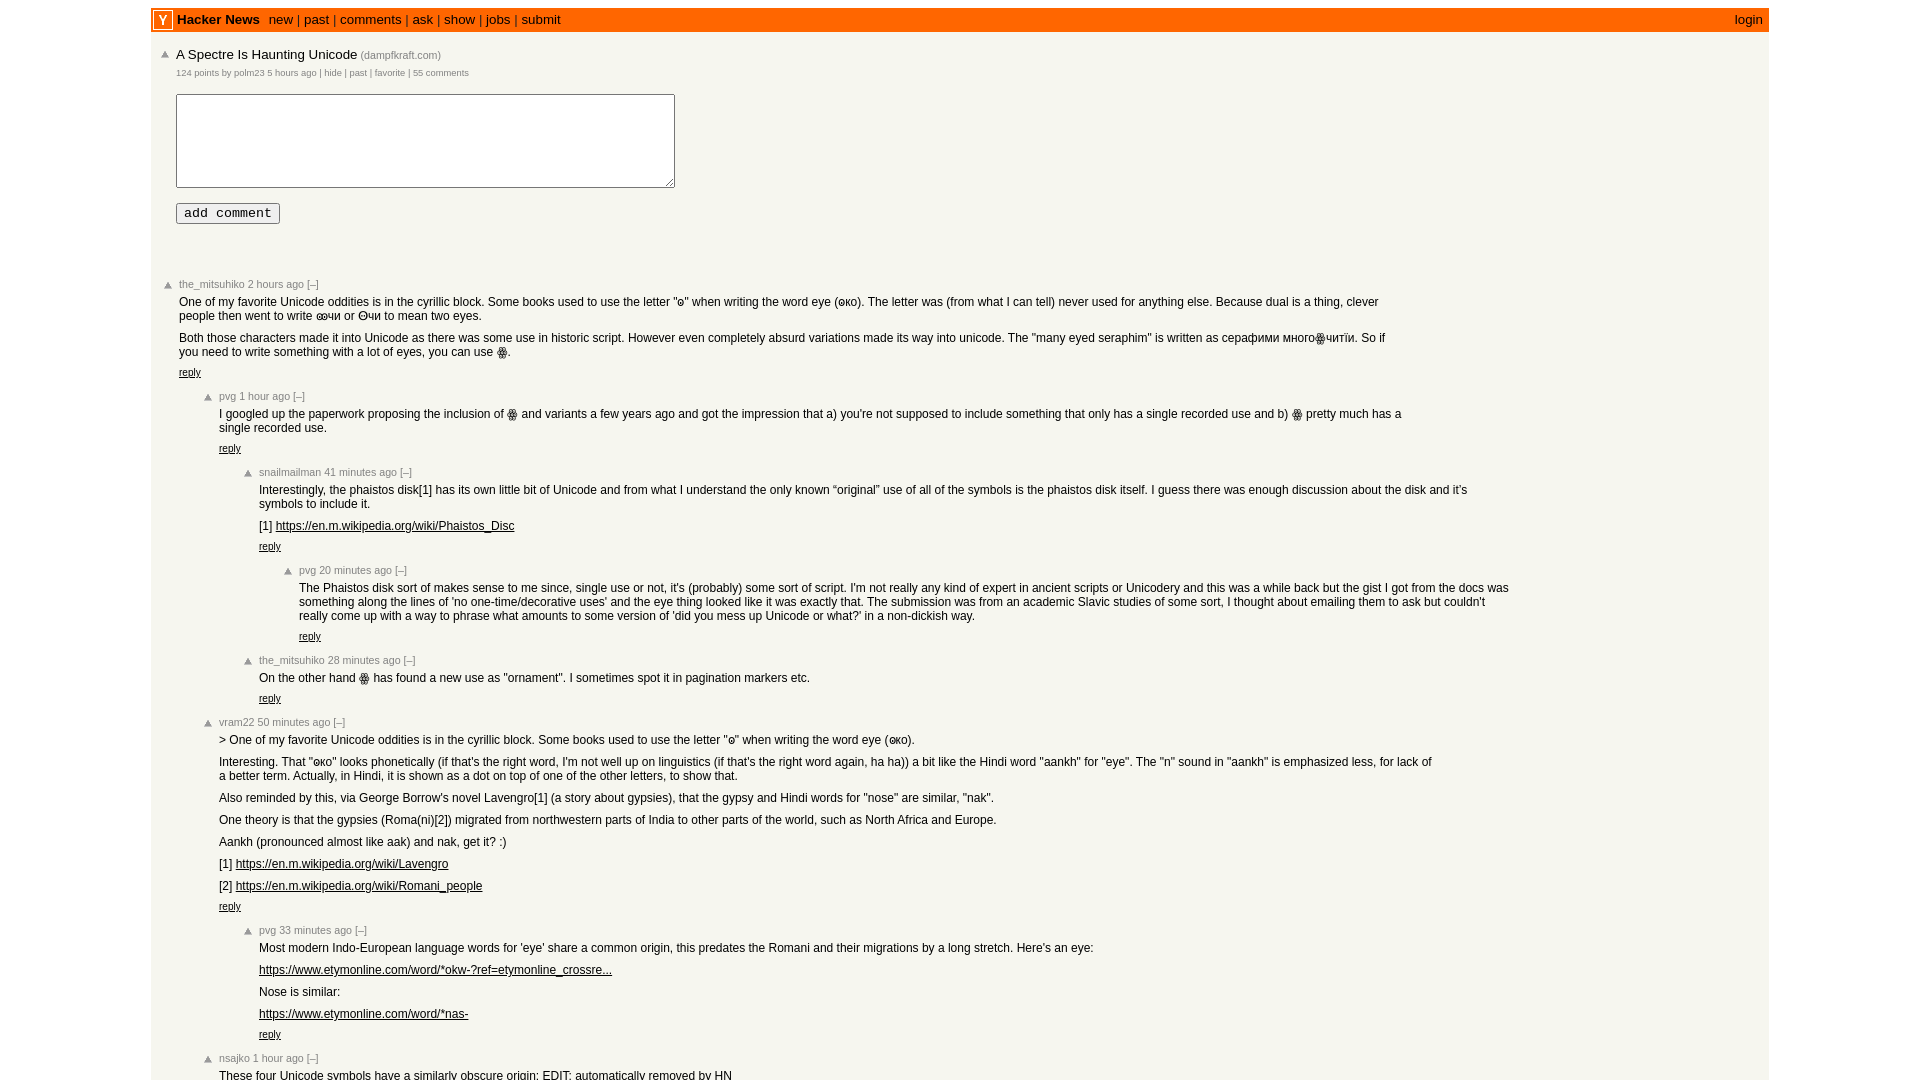 Y Hacker News new | past | comments | ask | show | jobs | submit login
A Spectre Is Haunting Unicode (dampfkraft.com)
124 points by polm23 5 hours ago | hide | past | favorite | 55 comments
add comment
the_mitsuhiko 2 hours ago [–]
One of my favorite Unicode oddities is in the cyrillic block. Some books used to use the letter "ꙩ" when writing the word eye (ꙩко). The letter was (from what I can tell) never used for anything else. Because dual is a thing, clever
people then went to write ꙭчи or Ꙫчи to mean two eyes.
Both those characters made it into Unicode as there was some use in historic script. However even completely absurd variations made its way into unicode. The "many eyed seraphim" is written as серафими многоꙮчитїи. So if
you need to write something with a lot of eyes, you can use ꙮ.
reply
pvg 1 hour ago [–]
I googled up the paperwork proposing the inclusion of ꙮ and variants a few years ago and got the impression that a) you're not supposed to include something that only has a single recorded use and b) ꙮ pretty much has a
single recorded use.
reply
snailmailman 41 minutes ago [–]
Interestingly, the phaistos disk[1] has its own little bit of Unicode and from what I understand the only known “original” use of all of the symbols is the phaistos disk itself. I guess there was enough discussion about the disk and it's
symbols to include it.
[1] https://en.m.wikipedia.org/wiki/Phaistos_Disc
reply
pvg 20 minutes ago [–]
The Phaistos disk sort of makes sense to me since, single use or not, it's (probably) some sort of script. I'm not really any kind of expert in ancient scripts or Unicodery and this was a while back but the gist I got from the docs was
something along the lines of 'no one-time/decorative uses' and the eye thing looked like it was exactly that. The submission was from an academic Slavic studies of some sort, I thought about emailing them to ask but couldn't
really come up with a way to phrase what amounts to some version of 'did you mess up Unicode or what?' in a non-dickish way.
reply
the_mitsuhiko 28 minutes ago [–]
On the other hand ꙮ has found a new use as "ornament". I sometimes spot it in pagination markers etc.
reply
vram22 50 minutes ago [–]
> One of my favorite Unicode oddities is in the cyrillic block. Some books used to use the letter "ꙩ" when writing the word eye (ꙩко).
Interesting. That "ꙩко" looks phonetically (if that's the right word, I'm not well up on linguistics (if that's the right word again, ha ha)) a bit like the Hindi word "aankh" for "eye". The "n" sound in "aankh" is emphasized less, for lack of
a better term. Actually, in Hindi, it is shown as a dot on top of one of the other letters, to show that.
Also reminded by this, via George Borrow's novel Lavengro[1] (a story about gypsies), that the gypsy and Hindi words for "nose" are similar, "nak".
One theory is that the gypsies (Roma(ni)[2]) migrated from northwestern parts of India to other parts of the world, such as North Africa and Europe.
Aankh (pronounced almost like aak) and nak, get it? :)
[1] https://en.m.wikipedia.org/wiki/Lavengro
[2] https://en.m.wikipedia.org/wiki/Romani_people
reply
pvg 33 minutes ago [–]
Most modern Indo-European language words for 'eye' share a common origin, this predates the Romani and their migrations by a long stretch. Here's an eye:
https://www.etymonline.com/word/*okw-?ref=etymonline_crossre...
Nose is similar:
https://www.etymonline.com/word/*nas-
reply
nsajko 1 hour ago [–]
These four Unicode symbols have a similarly obscure origin: EDIT: automatically removed by HN